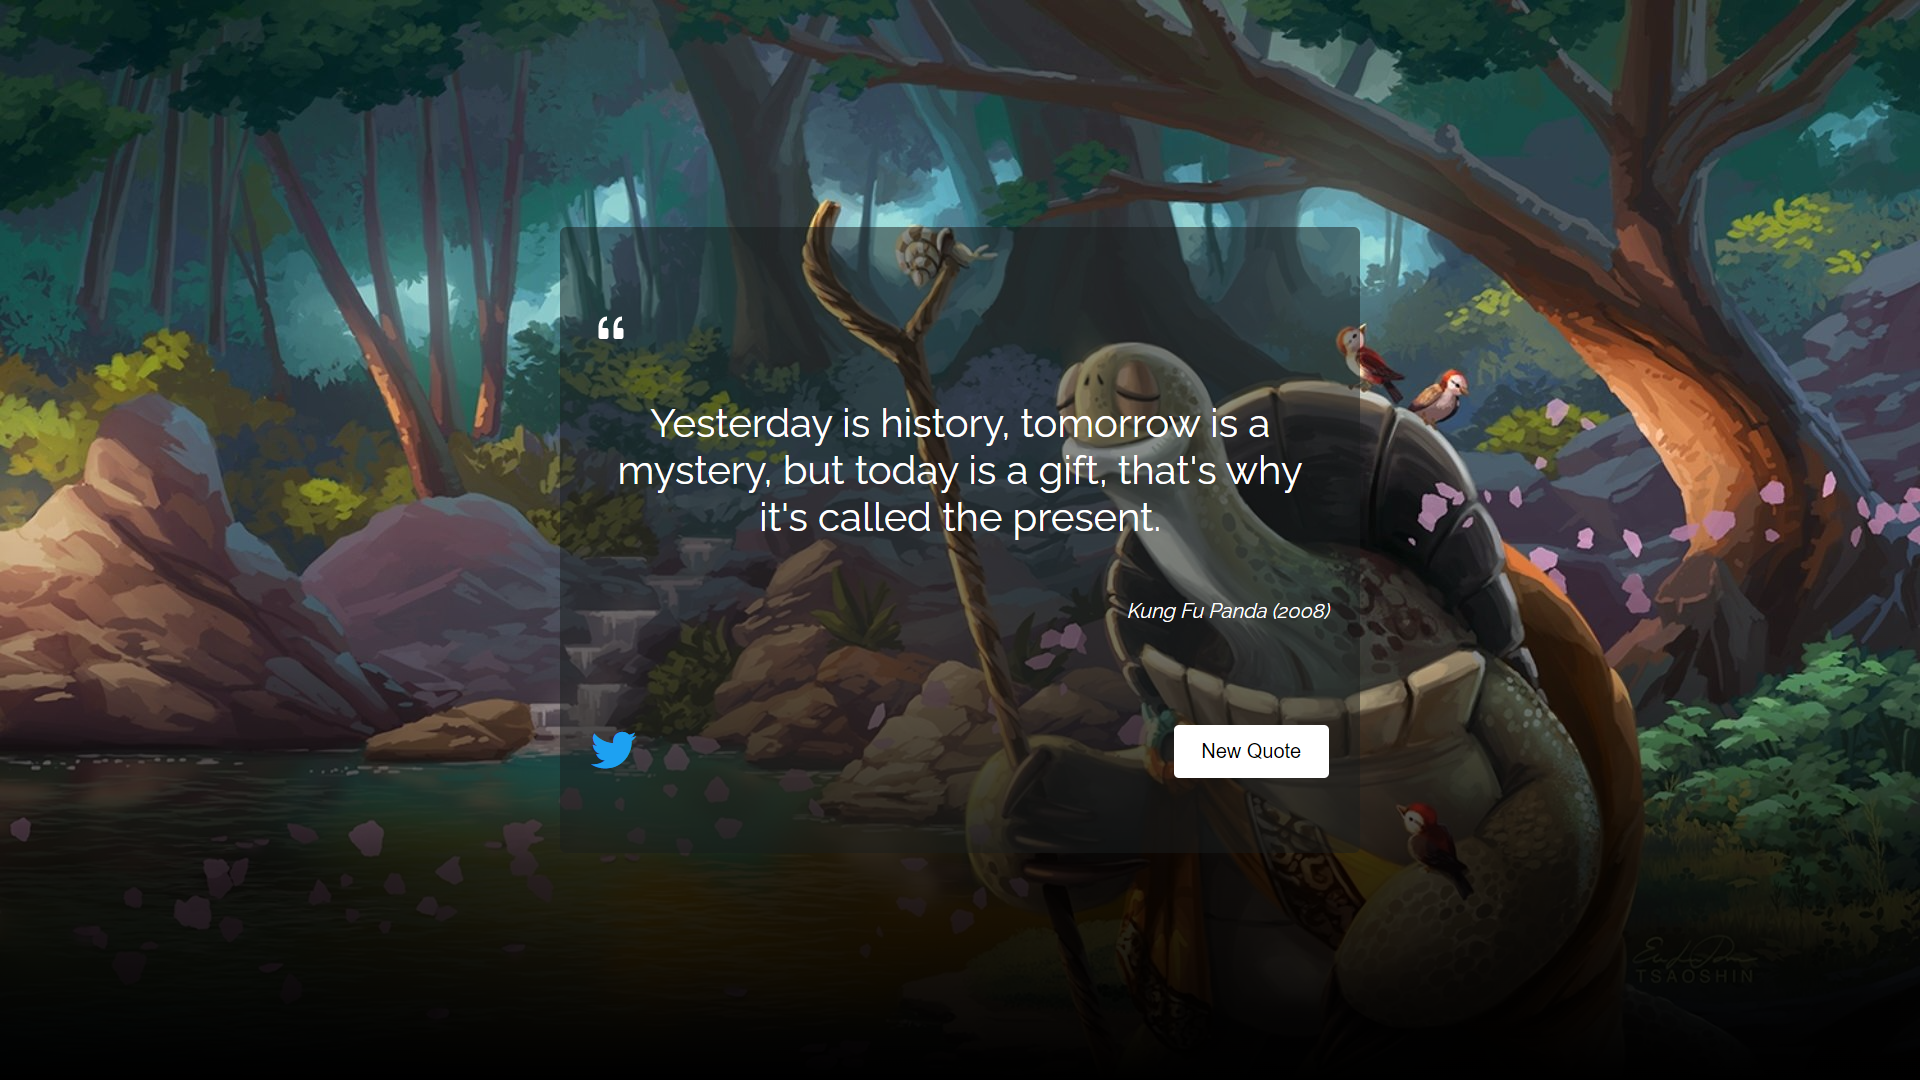 “
Yesterday is history, tomorrow is a
mystery, but today is a gift, that's why
it's called the present.
Kung Fu Panda (2008)
New Quote
TSAOSHIN